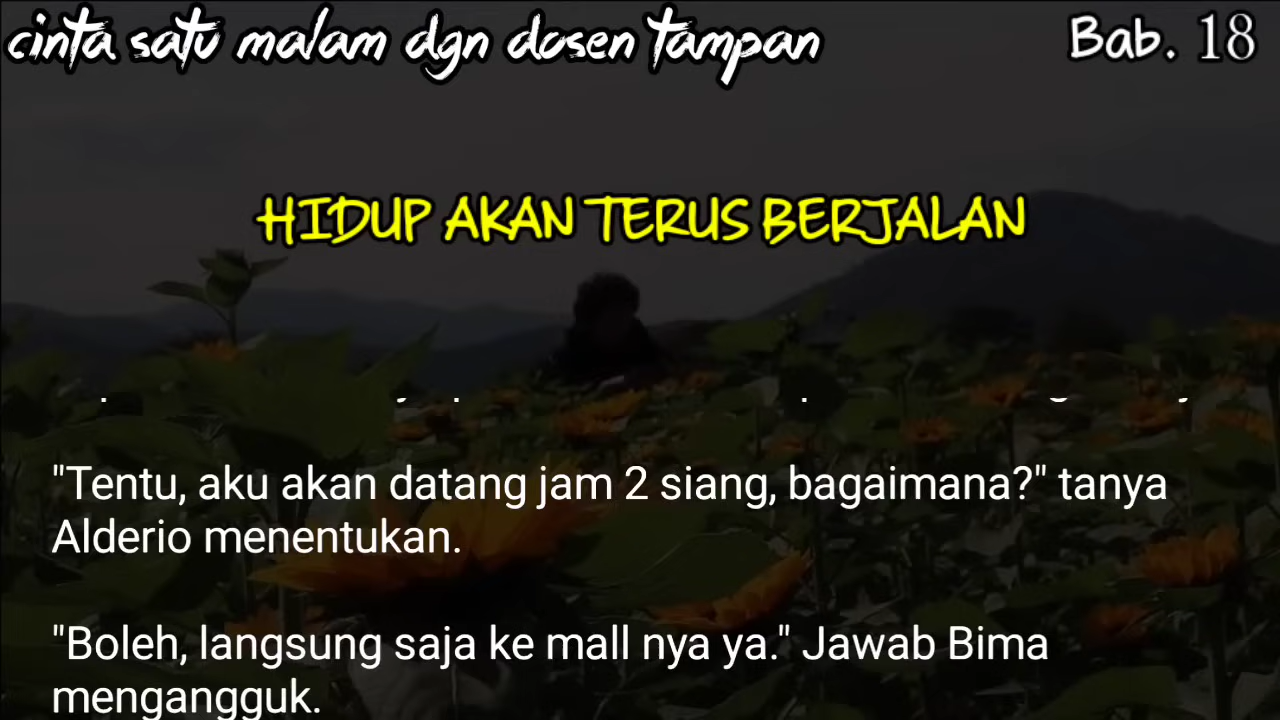 cinta satu malam dgn dosen tampan
Bab. 18
HIDUP AKAN TERUS BERJALAN
"Tentu, aku akan datang jam 2 siang, bagaimana?" tanya
Alderio menentukan.
"Boleh, langsung saja ke mall nya ya." Jawab Bima
mengangguk.